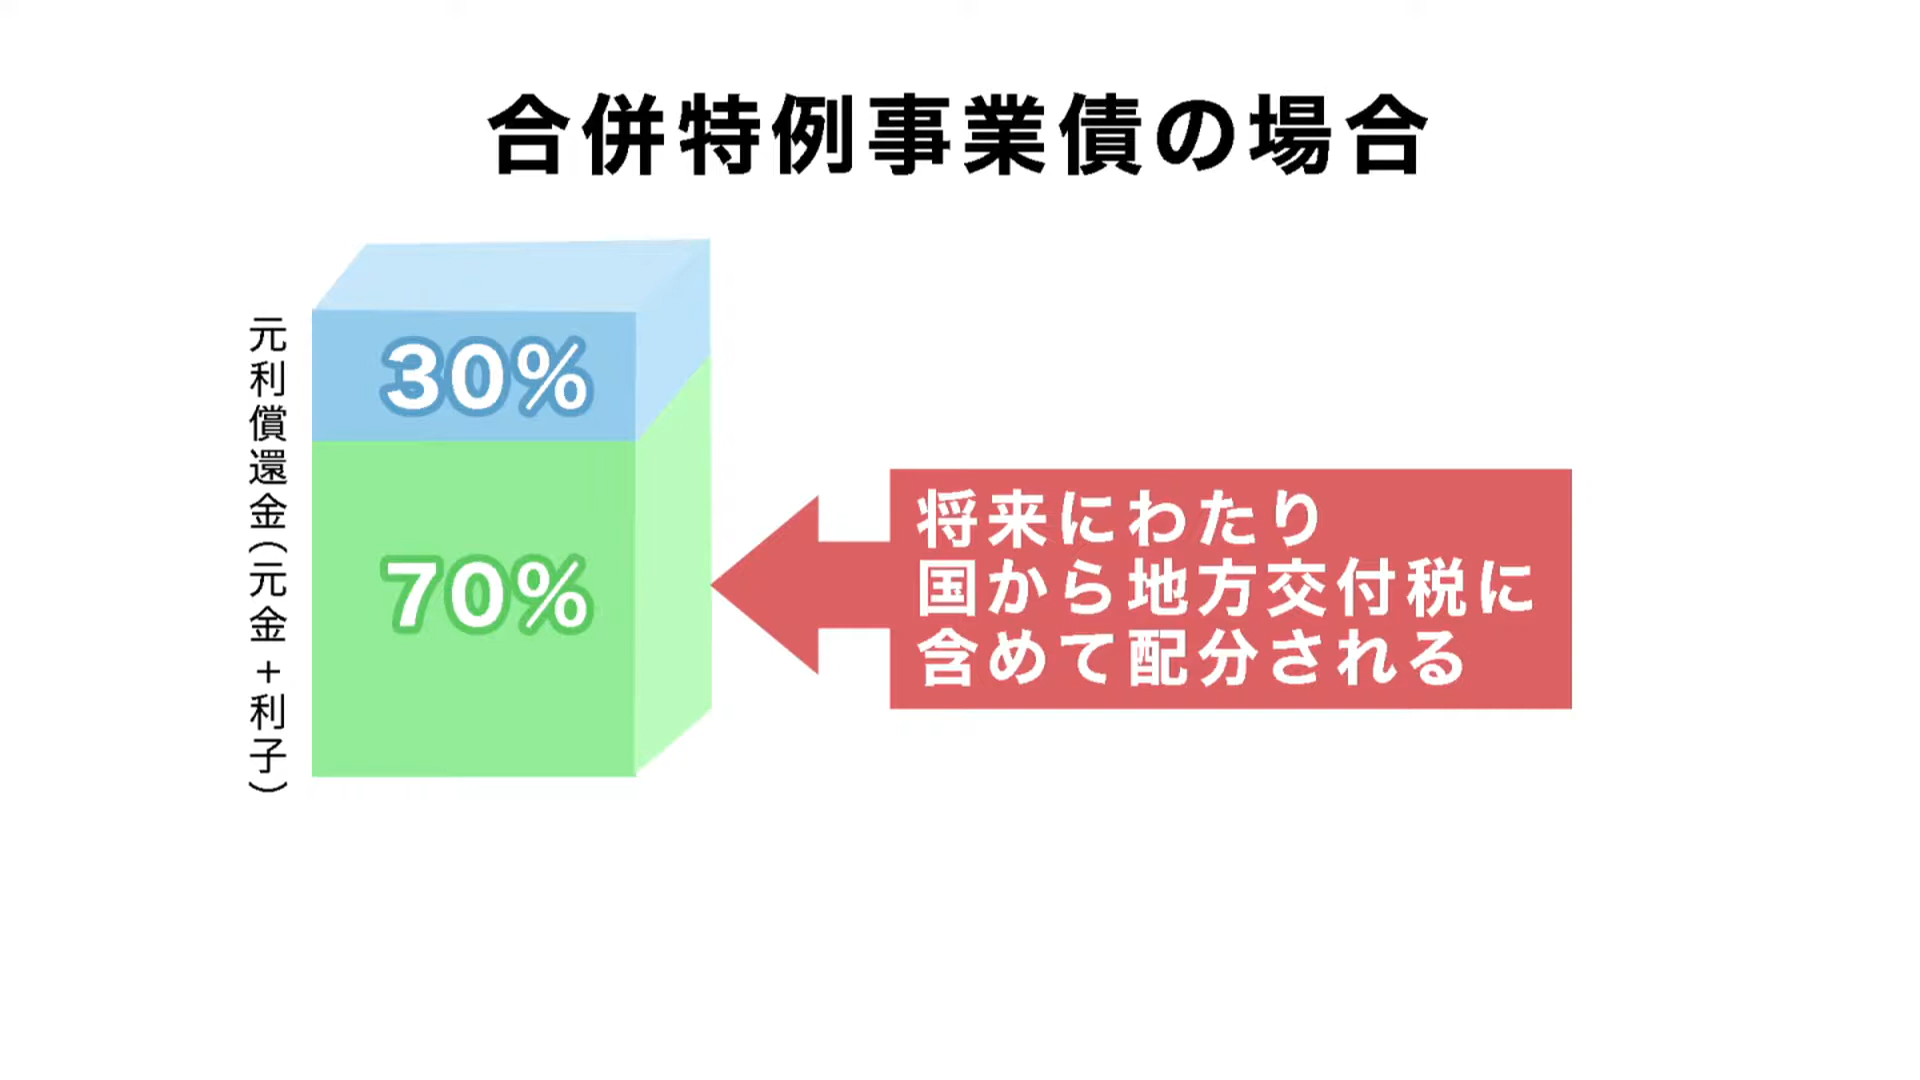 合併特例事業債の場合
元利償還金(元金+利子)
30%
70%
将来にわたり
国から地方交付税に
含めて配分される